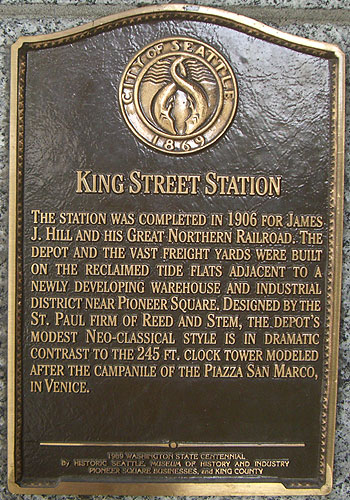 CITY OF SEATTLE
1869
KING STREET STATION
THE STATION WAS COMPLETED IN 1906 FOR JAMES
J. HILL AND HIS GREAT NORTHERN RAILROAD. THE
DEPOT AND THE VAST FREIGHT YARDS WERE BUILT
ON THE RECLAIMED TIDE FLATS ADJACENT TO A
NEWLY DEVELOPING WAREHOUSE AND INDUSTRIAL
DISTRICT NEAR PIONEER SQUARE. DESIGNED BY THE
ST. PAUL FIRM OF REED AND STEM, THE DEPOT'S
MODEST NEO-CLASSICAL STYLE IS IN DRAMATIC
CONTRAST TO THE 245 FT. CLOCK TOWER MODELED
AFTER THE CAMPANILE OF THE PIAZZA SAN MARCO,
IN VENICE.
1989 WASHINGTON STATE CENTENNIAL
By HISTORIC SEATTLE, MUSEUM OF HISTORY AND INDUSTRY
PIONEER SQUARE BUSINESSES, and KING COUNTY